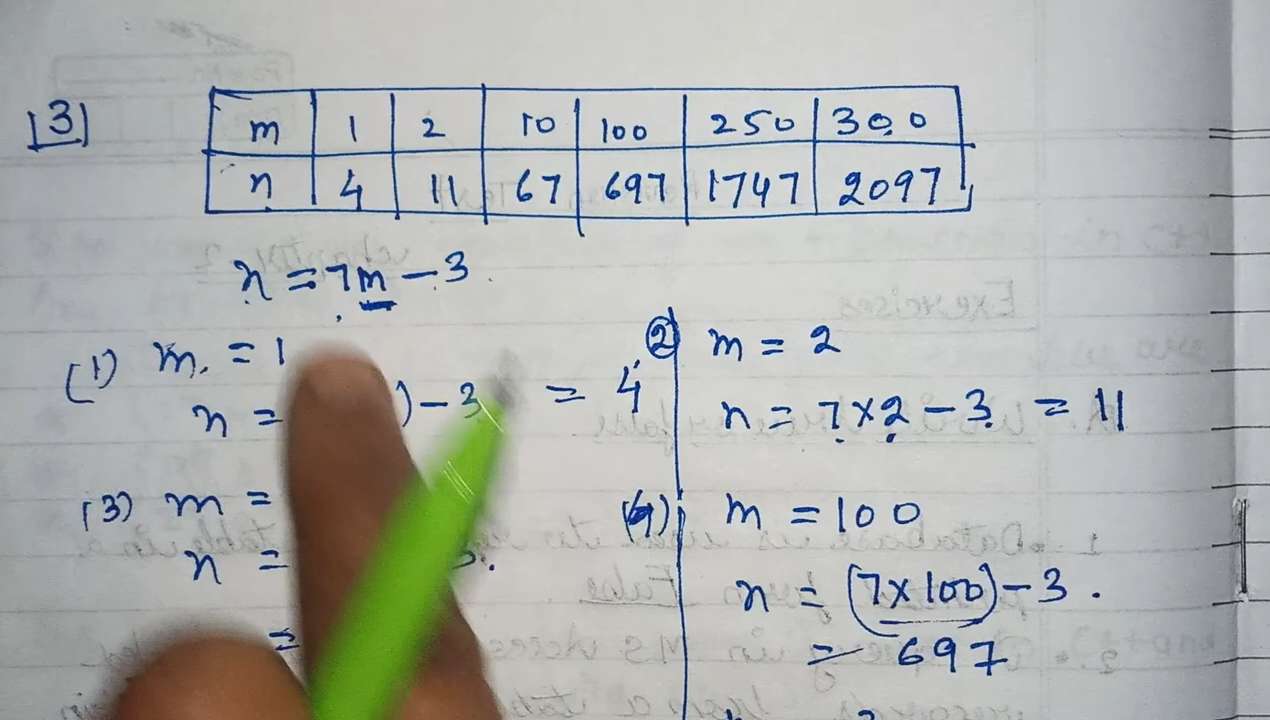 [3]
m 1 2 10 100 250 300
n 4 11 67 697 1747 2097
n = 7m - 3
(1) m = 1
n = ) - 3 = 4
② m = 2
n = 7 × 2 - 3 = 11
(3) m =
n = 3.
=
(4) m = 100
n = (7 × 100) - 3.
= 697